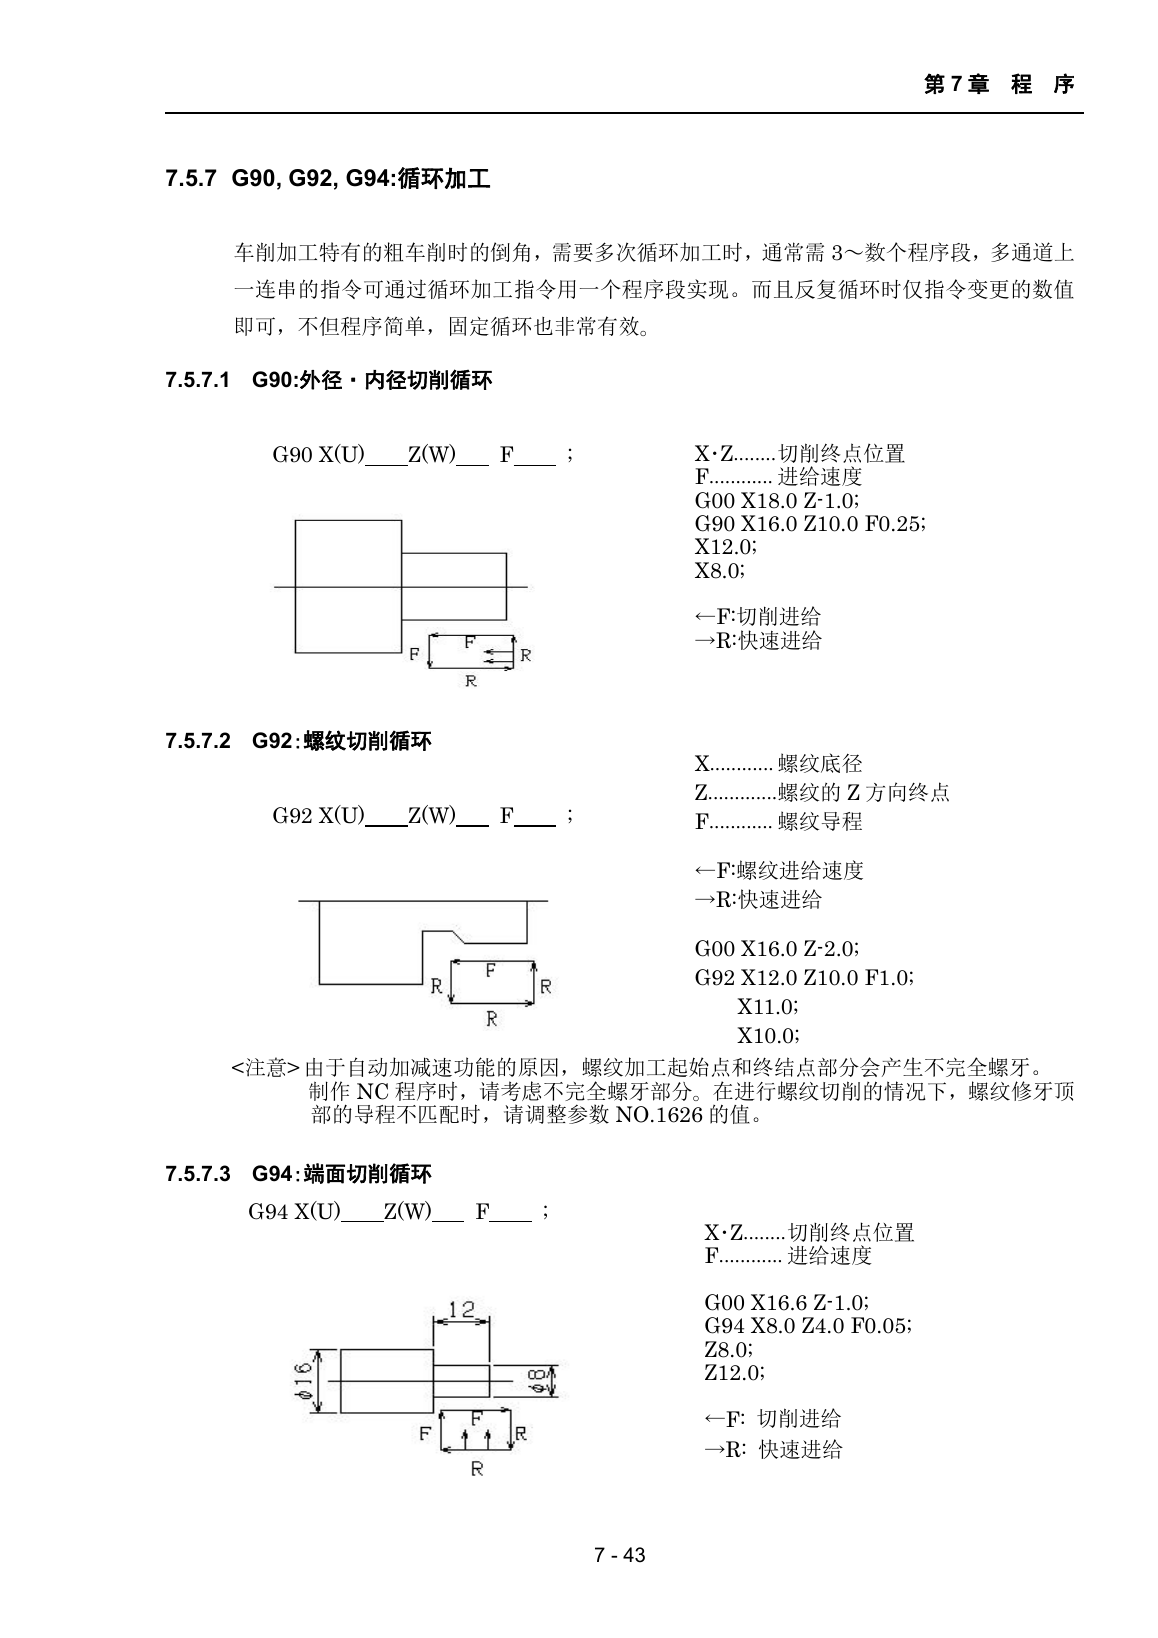 第 7 章　程　序
7.5.7 G90, G92, G94:循环加工
车削加工特有的粗车削时的倒角，需要多次循环加工时，通常需 3～数个程序段，多通道上
一连串的指令可通过循环加工指令用一个程序段实现。而且反复循环时仅指令变更的数值
即可，不但程序简单，固定循环也非常有效。
7.5.7.1 G90:外径・内径切削循环
G90 X(U)____Z(W)___ F____ ;
X･Z........切削终点位置
F............ 进给速度
G00 X18.0 Z-1.0;
G90 X16.0 Z10.0 F0.25;
X12.0;
X8.0;
←F:切削进给
→R:快速进给
F
F
R
R
7.5.7.2 G92:螺纹切削循环
G92 X(U)____Z(W)___ F____ ;
X............ 螺纹底径
Z.............螺纹的 Z 方向终点
F............ 螺纹导程
←F:螺纹进给速度
→R:快速进给
G00 X16.0 Z-2.0;
G92 X12.0 Z10.0 F1.0;
X11.0;
X10.0;
F
R
R
R
<注意> 由于自动加减速功能的原因，螺纹加工起始点和终结点部分会产生不完全螺牙。
制作 NC 程序时，请考虑不完全螺牙部分。在进行螺纹切削的情况下，螺纹修牙顶
部的导程不匹配时，请调整参数 NO.1626 的值。
7.5.7.3 G94:端面切削循环
G94 X(U)____Z(W)___ F____ ;
X･Z........切削终点位置
F............ 进给速度
G00 X16.6 Z-1.0;
G94 X8.0 Z4.0 F0.05;
Z8.0;
Z12.0;
←F: 切削进给
→R: 快速进给
12
φ16
φ8
F
F
R
R
7 - 43